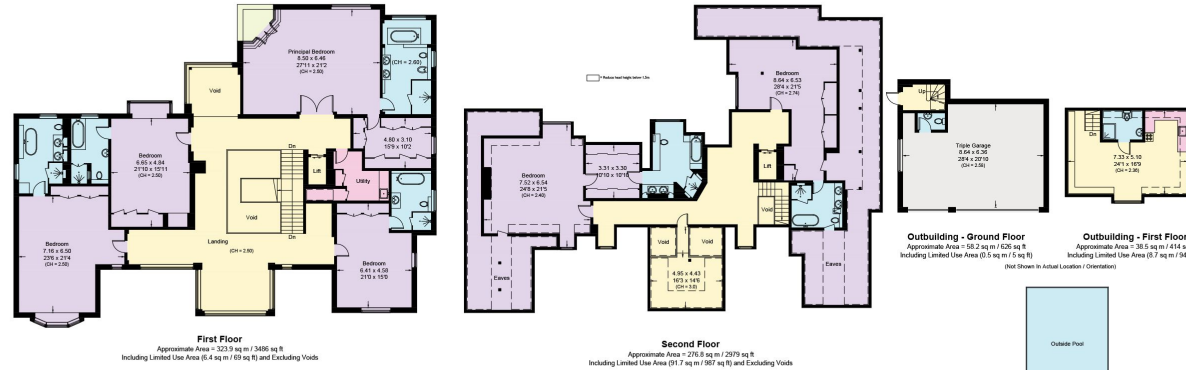 Principal Bedroom
8.50 x 6.46
27'11 x 21'2
(CH = 2.50)
(CH = 2.60)
Void
Bedroom
6.65 x 4.84
21'10 x 15'11
(CH = 2.50)
Dn
Lift
4.80 x 3.10
15'9 x 10'2
Utility
Void
Dn
Landing
(CH = 2.60)
Bedroom
7.16 x 6.50
23'6 x 21'4
(CH = 2.50)
Bedroom
6.41 x 4.58
21'0 x 15'0
First Floor
Approximate Area = 323.9 sq m / 3486 sq ft
Including Limited Use Area (6.4 sq m / 69 sq ft) and Excluding Voids
= Reduce head height below 1.5m
Bedroom
8.64 x 6.53
28'4 x 21'5
(CH = 2.74)
Bedroom
7.52 x 6.54
24'8 x 21'5
(CH = 2.40)
3.31 x 3.30
10'10 x 10'10
Lift
Void
Void
Void
4.95 x 4.43
16'3 x 14'6
(CH = 3.0)
Eaves
Eaves
Second Floor
Approximate Area = 276.8 sq m / 2979 sq ft
Including Limited Use Area (91.7 sq m / 987 sq ft) and Excluding Voids
Up
Triple Garage
8.64 x 6.36
28'4 x 20'10
(CH = 2.56)
Outbuilding - Ground Floor
Approximate Area = 58.2 sq m / 626 sq ft
Including Limited Use Area (0.5 sq m / 5 sq ft)
Dn
7.33 x 5.10
24'1 x 16'9
(CH = 2.36)
Outbuilding - First Floor
Approximate Area = 38.5 sq m / 414 s
Including Limited Use Area (8.7 sq m / 94
(Not Shown In Actual Location / Orientation)
Outside Pool